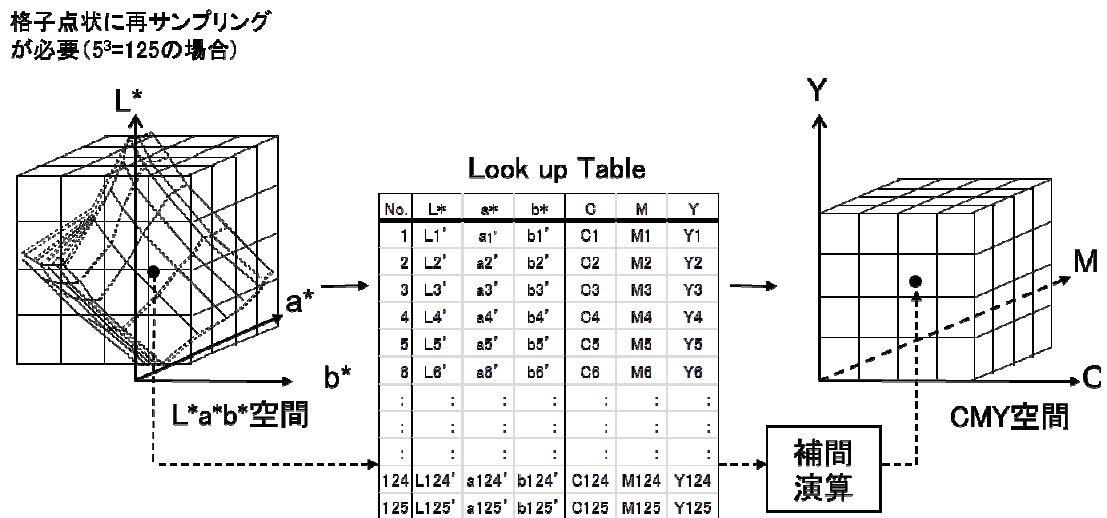 格子点状に再サンプリング
が必要(5³=125の場合)
L*
a*
b*
L*a*b*空間
Look up Table
No. L* a* b* C M Y
1 L1' a1' b1' C1 M1 Y1
2 L2' a2' b2' C2 M2 Y2
3 L3' a3' b3' C3 M3 Y3
4 L4' a4' b4' C4 M4 Y4
5 L5' a5' b5' C5 M5 Y5
6 L6' a6' b6' C6 M6 Y6
: : : : : : :
: : : : : : :
: : : : : : :
124 L124' a124' b124' C124 M124 Y124
125 L125' a125' b125' C125 M125 Y125
補間
演算
Y
M
C
CMY空間